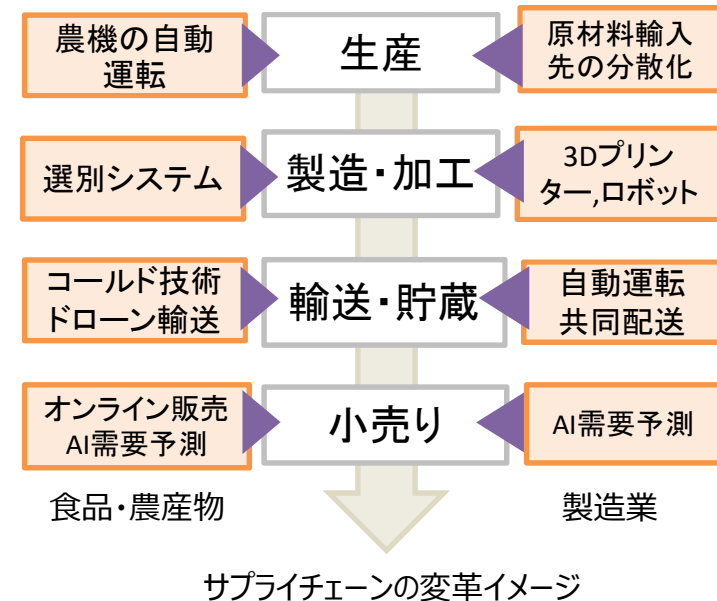 農機の自動
運転
生産
原材料輸入
先の分散化
選別システム
製造・加工
3Dプリン
ター,ロボット
コールド技術
ドローン輸送
輸送・貯蔵
自動運転
共同配送
オンライン販売
AI需要予測
小売り
AI需要予測
食品・農産物
製造業
サプライチェーンの変革イメージ